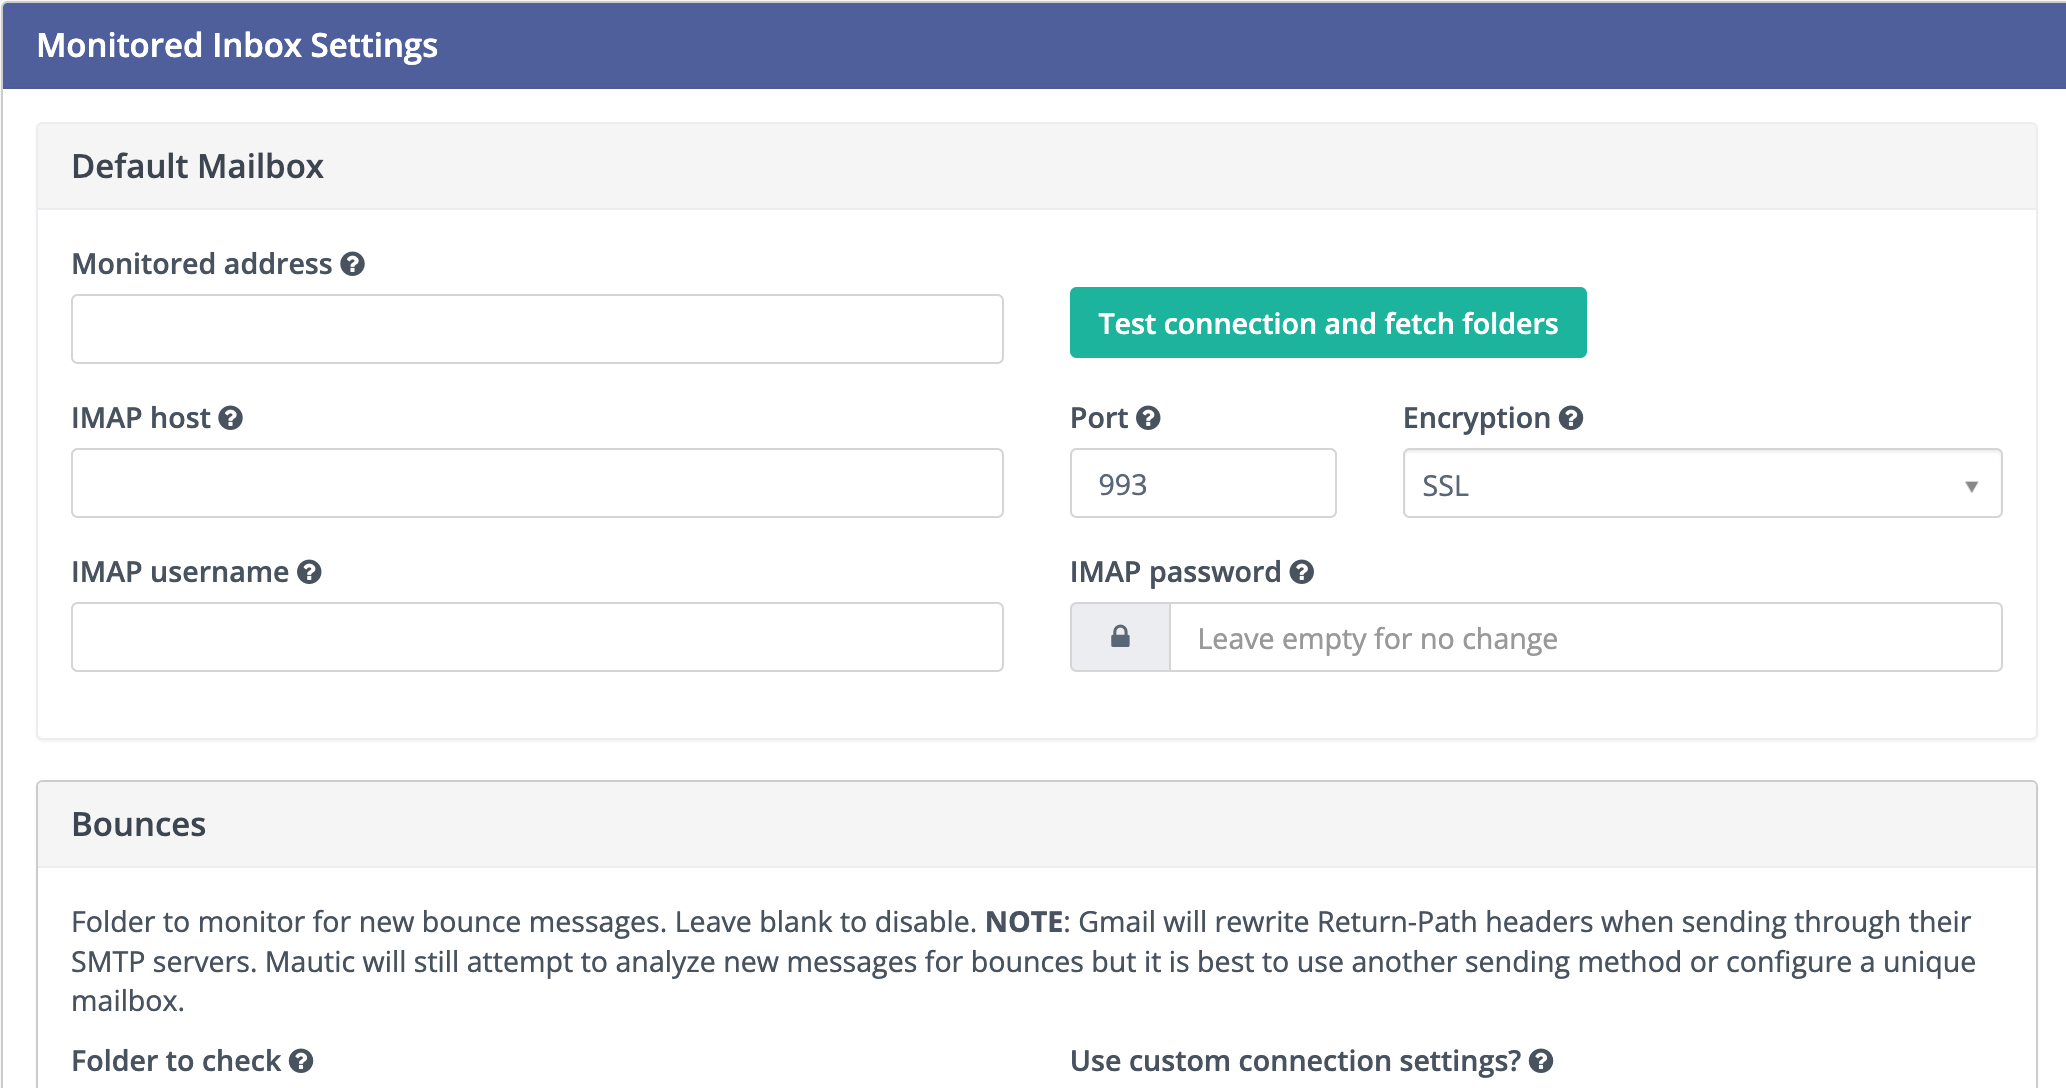 Monitored Inbox Settings
Default Mailbox
Monitored address
Test connection and fetch folders
IMAP host
Port
Encryption
993
SSL
IMAP username
IMAP password
Leave empty for no change
Bounces
Folder to monitor for new bounce messages. Leave blank to disable. NOTE: Gmail will rewrite Return-Path headers when sending through their
SMTP servers. Mautic will still attempt to analyze new messages for bounces but it is best to use another sending method or configure a unique
mailbox.
Folder to check
Use custom connection settings?